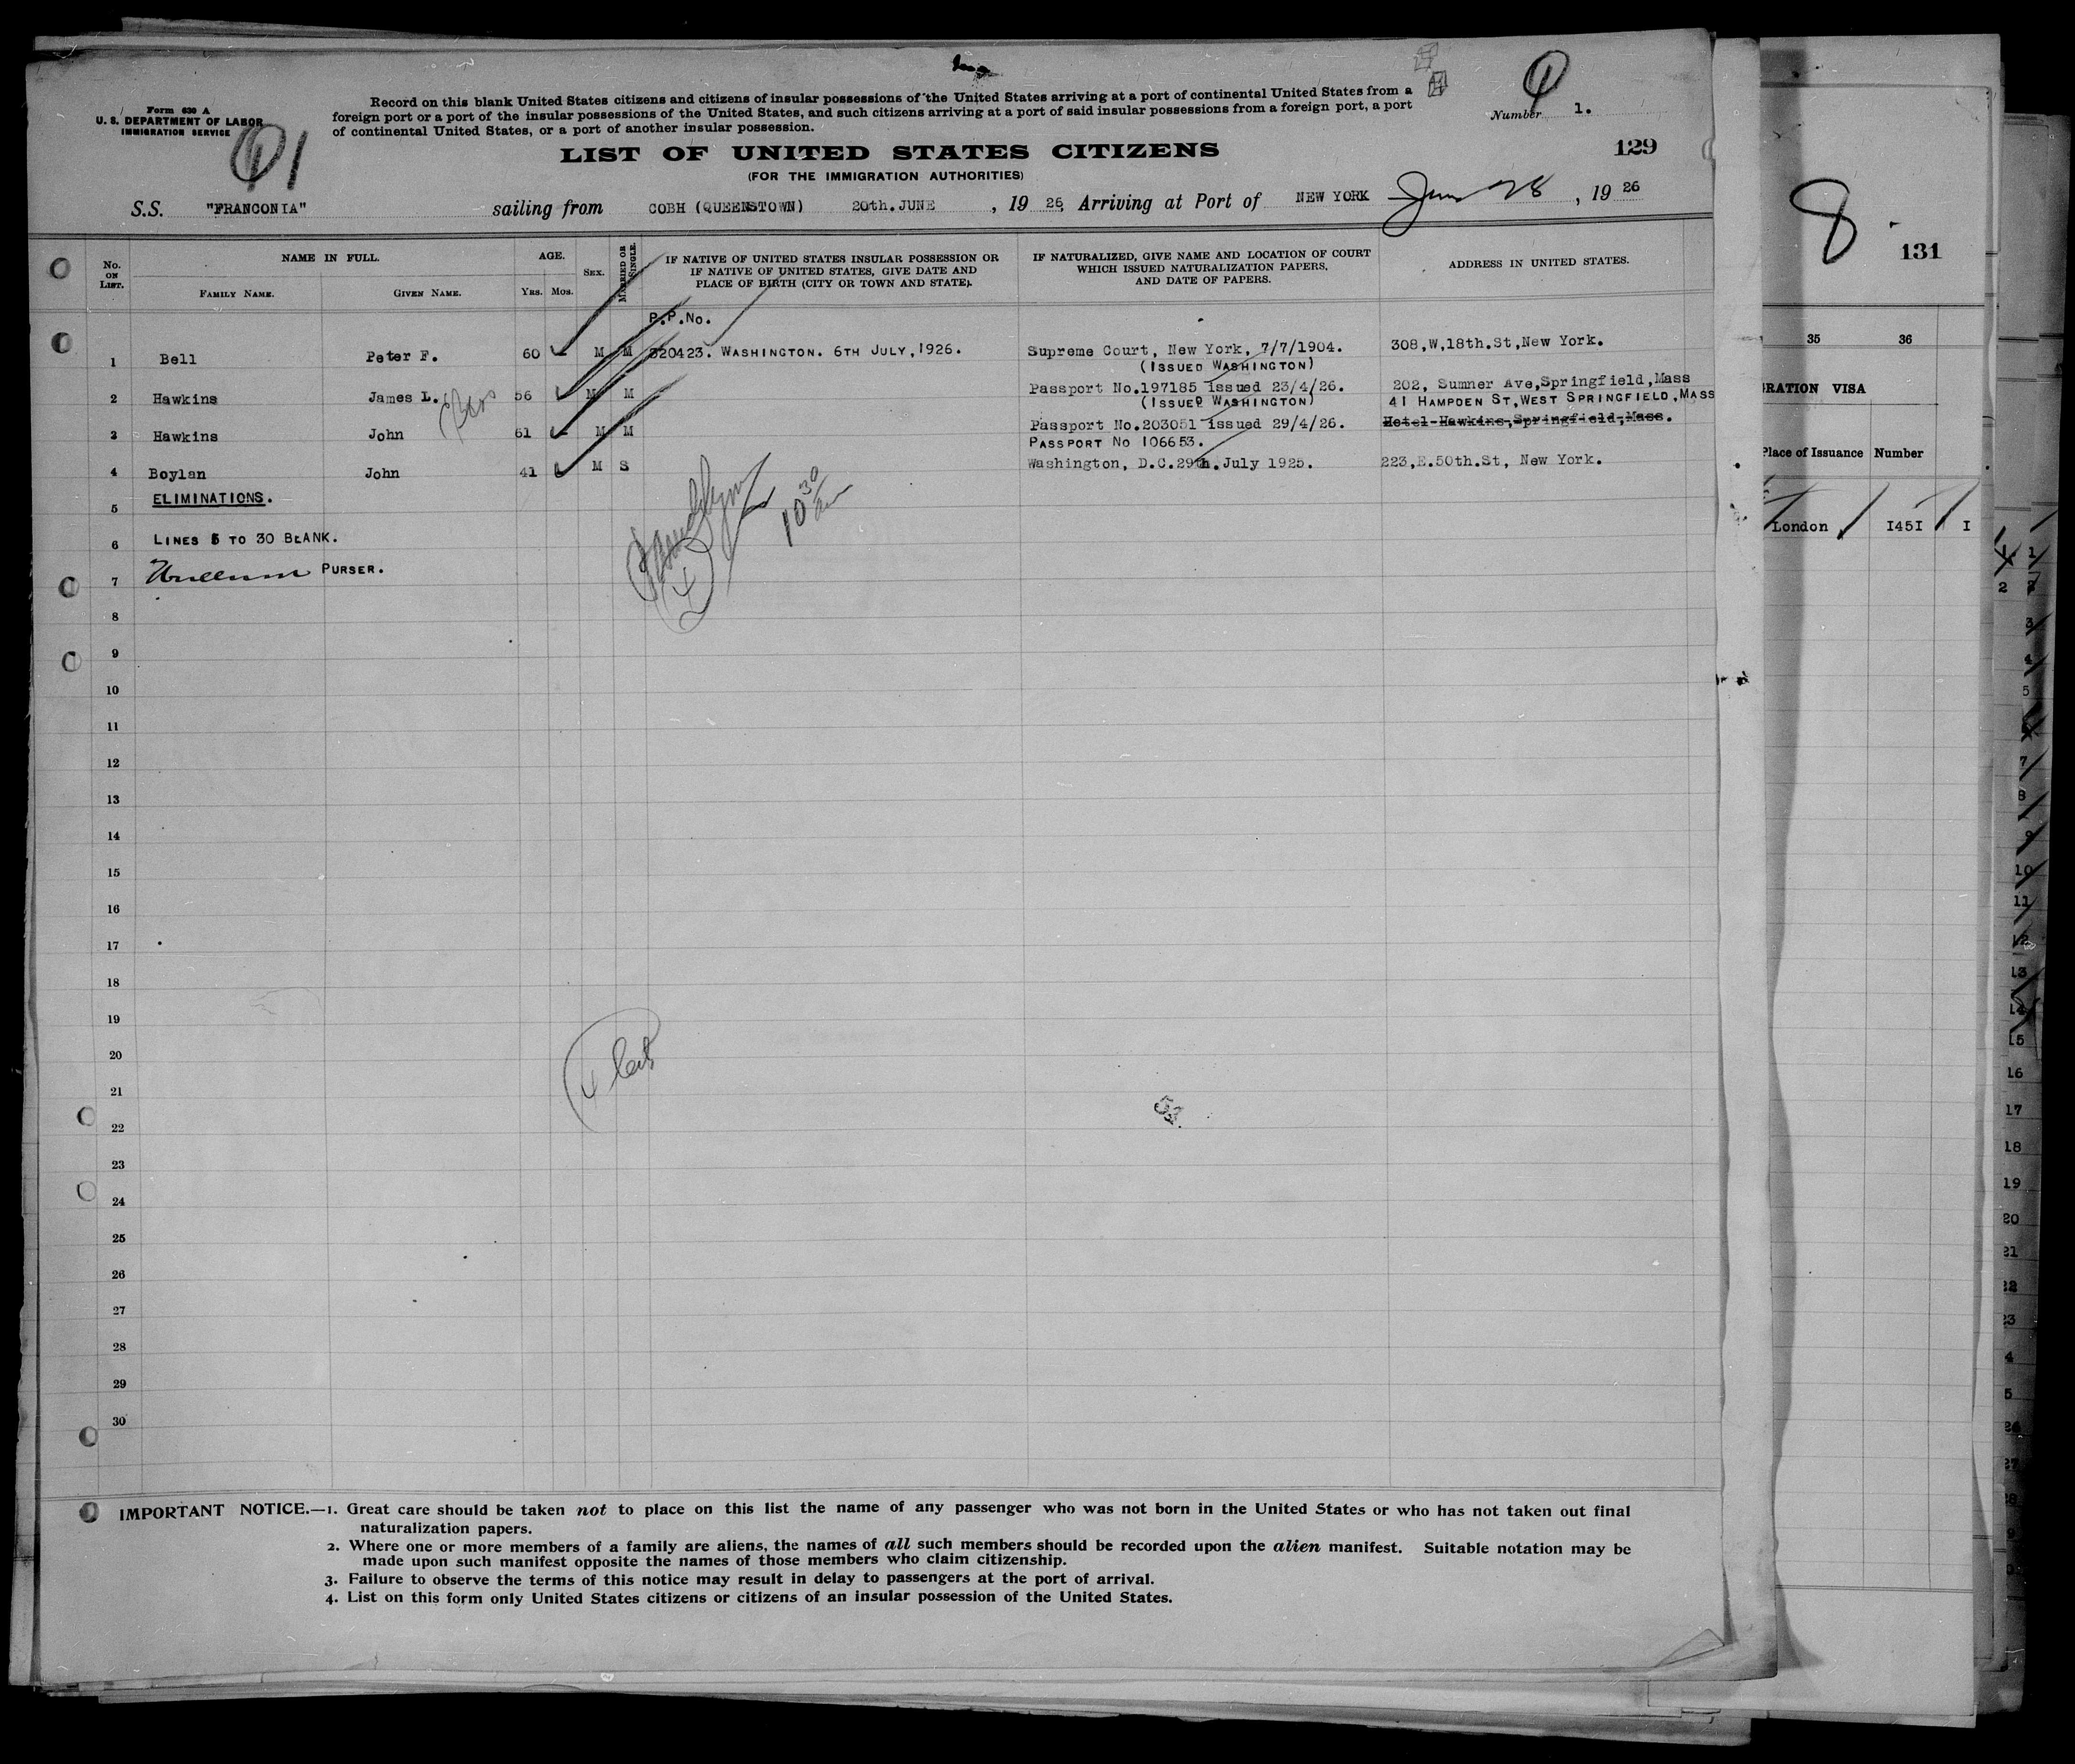 Form 630 A
U. S. DEPARTMENT OF LABOR
IMMIGRATION SERVICE
Record on this blank United States citizens and citizens of insular possessions of the United States arriving at a port of continental United States from a
foreign port or a port of the insular possessions of the United States, and such citizens arriving at a port of said insular possessions from a foreign port, a port
of continental United States, or a port of another insular possession.
Number 1.
LIST OF UNITED STATES CITIZENS
129
(FOR THE IMMIGRATION AUTHORITIES)
S.S. "FRANCONIA" sailing from COBH (QUEENSTOWN) 20th.JUNE, 1926, Arriving at Port of NEW YORK June 28, 1926
No. ON LIST.
NAME IN FULL.
FAMILY NAME. GIVEN NAME.
AGE.
YRS. MOS.
SEX.
MARRIED OR SINGLE.
IF NATIVE OF UNITED STATES INSULAR POSSESSION OR
IF NATIVE OF UNITED STATES, GIVE DATE AND
PLACE OF BIRTH (CITY OR TOWN AND STATE).
IF NATURALIZED, GIVE NAME AND LOCATION OF COURT
WHICH ISSUED NATURALIZATION PAPERS,
AND DATE OF PAPERS.
ADDRESS IN UNITED STATES.
P.P.No.
1 Bell Peter F. 60 M M 320423. WASHINGTON. 6TH JULY, 1926. Supreme Court, New York, 7/7/1904. 308,W,18th.St,New York.
(ISSUED WASHINGTON)
2 Hawkins James L. 56 M M Passport No.197185 issued 23/4/26. 202, Sumner Ave,Springfield,Mass
(ISSUED WASHINGTON) 41 HAMPDEN ST,WEST SPRINGFIELD,MASS
3 Hawkins John 61 M M Passport No.203051 issued 29/4/26. Hotel-Hawkins,Springfield,Mass.
PASSPORT NO 106653.
4 Boylan John 41 M S Washington, D.C.29th.July 1925. 223,E.50th.St, New York.
5 ELIMINATIONS.
6 LINES 5 TO 30 BLANK.
7 PURSER.
10 30 am
8
9
10
11
12
13
14
15
16
17
18
19
20
21
22
23
24
25
26
27
28
29
30
IMPORTANT NOTICE.—1. Great care should be taken not to place on this list the name of any passenger who was not born in the United States or who has not taken out final
naturalization papers.
2. Where one or more members of a family are aliens, the names of all such members should be recorded upon the alien manifest. Suitable notation may be
made upon such manifest opposite the names of those members who claim citizenship.
3. Failure to observe the terms of this notice may result in delay to passengers at the port of arrival.
4. List on this form only United States citizens or citizens of an insular possession of the United States.
8
131
35 36
RATION VISA
Place of Issuance Number
London 1451